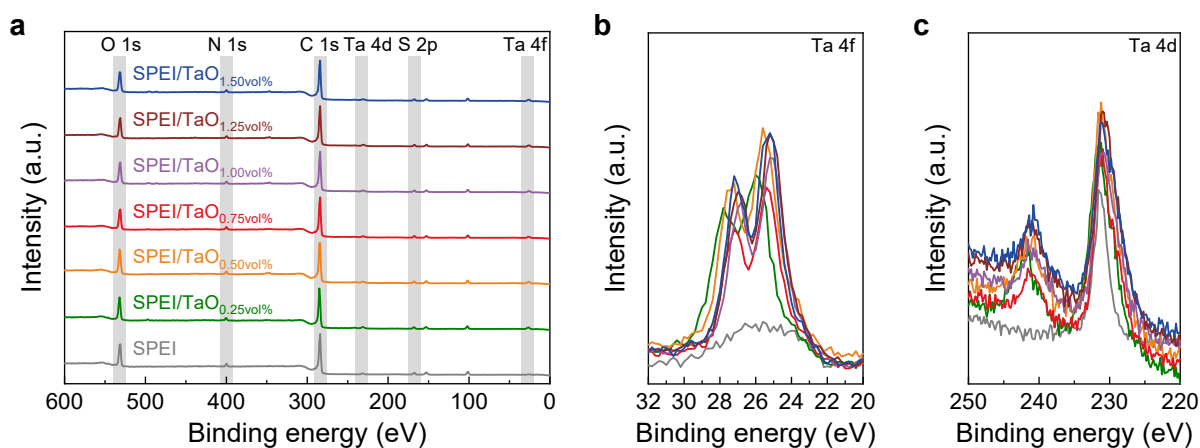 a
O 1s N 1s C 1s Ta 4d S 2p Ta 4f
SPEI/TaO1.50vol%
SPEI/TaO1.25vol%
SPEI/TaO1.00vol%
SPEI/TaO0.75vol%
SPEI/TaO0.50vol%
SPEI/TaO0.25vol%
SPEI
Intensity (a.u.)
600 500 400 300 200 100 0
Binding energy (eV)
b
Ta 4f
Intensity (a.u.)
32 30 28 26 24 22 20
Binding energy (eV)
c
Ta 4d
Intensity (a.u.)
250 240 230 220
Binding energy (eV)